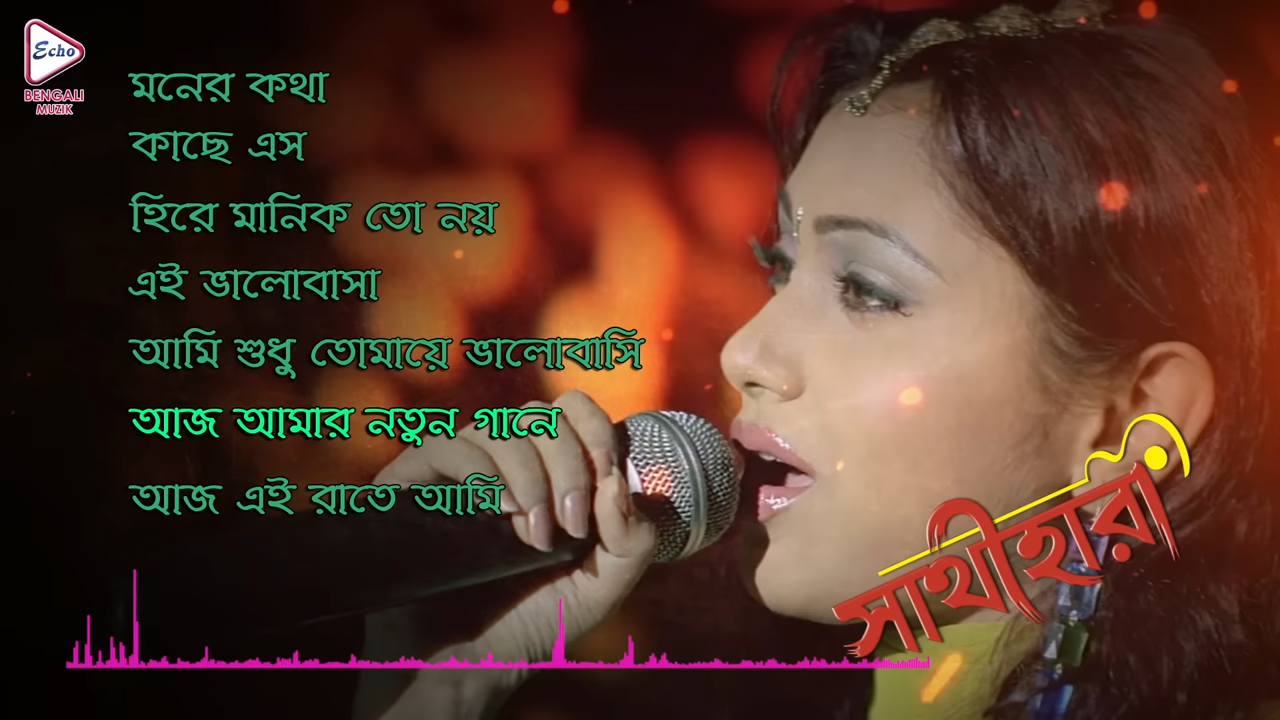 Echo
BENGALI
MUZIK
মনের কথা
কাছে এস
হিরে মানিক তো নয়
এই ভালোবাসা
আমি শুধু তোমায়ে ভালোবাসি
আজ আমার নতুন গানে
আজ এই রাতে আমি
সাথীহারা